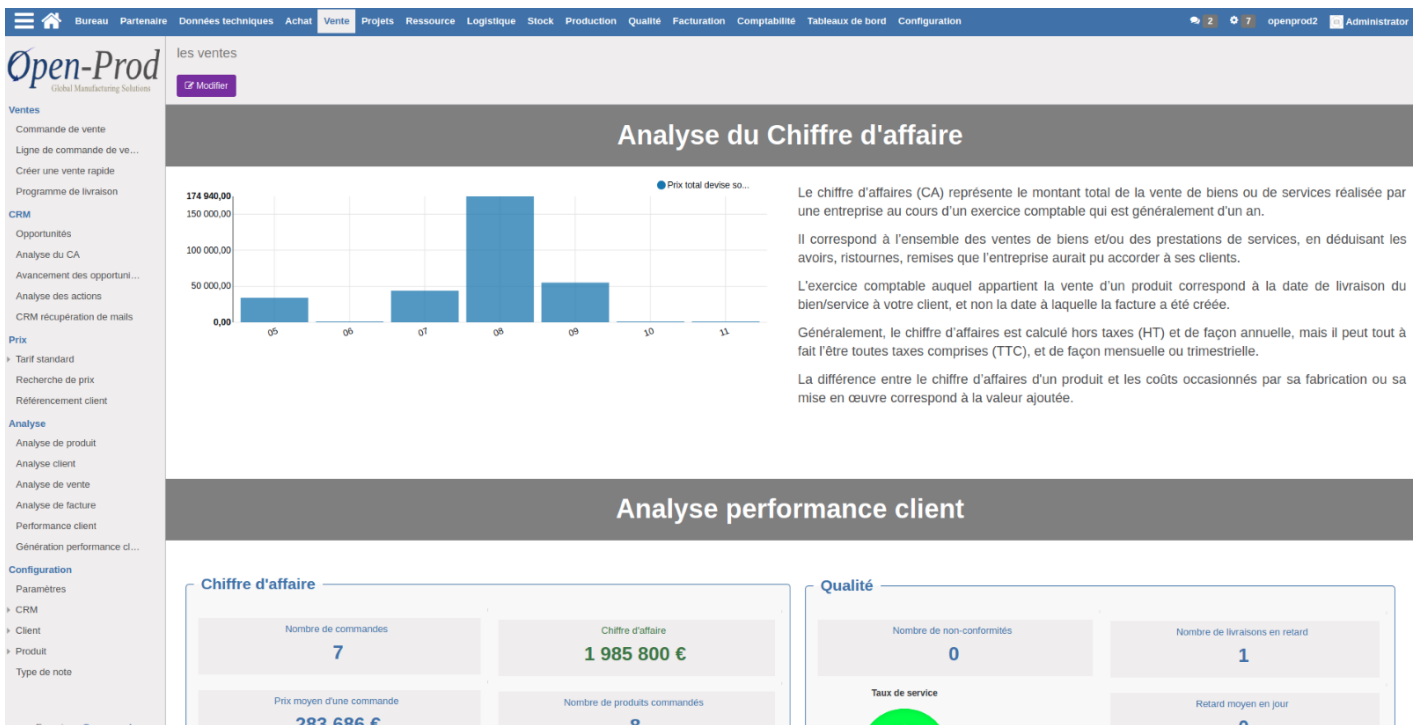 Bureau Partenaire Données techniques Achat Vente Projets Ressource Logistique Stock Production Qualité Facturation Comptabilité Tableaux de bord Configuration 2 7 openprod2 Administrator
Open-Prod
Global Manufacturing Solutions
Ventes
Commande de vente
Ligne de commande de ve...
Créer une vente rapide
Programme de livraison
CRM
Opportunités
Analyse du CA
Avancement des opportuni...
Analyse des actions
CRM récupération de mails
Prix
Tarif standard
Recherche de prix
Référencement client
Analyse
Analyse de produit
Analyse client
Analyse de vente
Analyse de facture
Performance client
Génération performance cl...
Configuration
Paramètres
CRM
Client
Produit
Type de note
les ventes
Modifier
Analyse du Chiffre d'affaire
Prix total devise so...
174 940,00
150 000,00
100 000,00
50 000,00
0,00
05 06 07 08 09 10 11
Le chiffre d'affaires (CA) représente le montant total de la vente de biens ou de services réalisée par
une entreprise au cours d'un exercice comptable qui est généralement d'un an.
Il correspond à l'ensemble des ventes de biens et/ou des prestations de services, en déduisant les
avoirs, ristournes, remises que l'entreprise aurait pu accorder à ses clients.
L'exercice comptable auquel appartient la vente d'un produit correspond à la date de livraison du
bien/service à votre client, et non la date à laquelle la facture a été créée.
Généralement, le chiffre d'affaires est calculé hors taxes (HT) et de façon annuelle, mais il peut tout à
fait l'être toutes taxes comprises (TTC), et de façon mensuelle ou trimestrielle.
La différence entre le chiffre d'affaires d'un produit et les coûts occasionnés par sa fabrication ou sa
mise en œuvre correspond à la valeur ajoutée.
Analyse performance client
Chiffre d'affaire
Nombre de commandes
7
Chiffre d'affaire
1 985 800 €
Prix moyen d'une commande
283 686 €
Nombre de produits commandés
8
Qualité
Nombre de non-conformités
0
Nombre de livraisons en retard
1
Taux de service
Retard moyen en jour